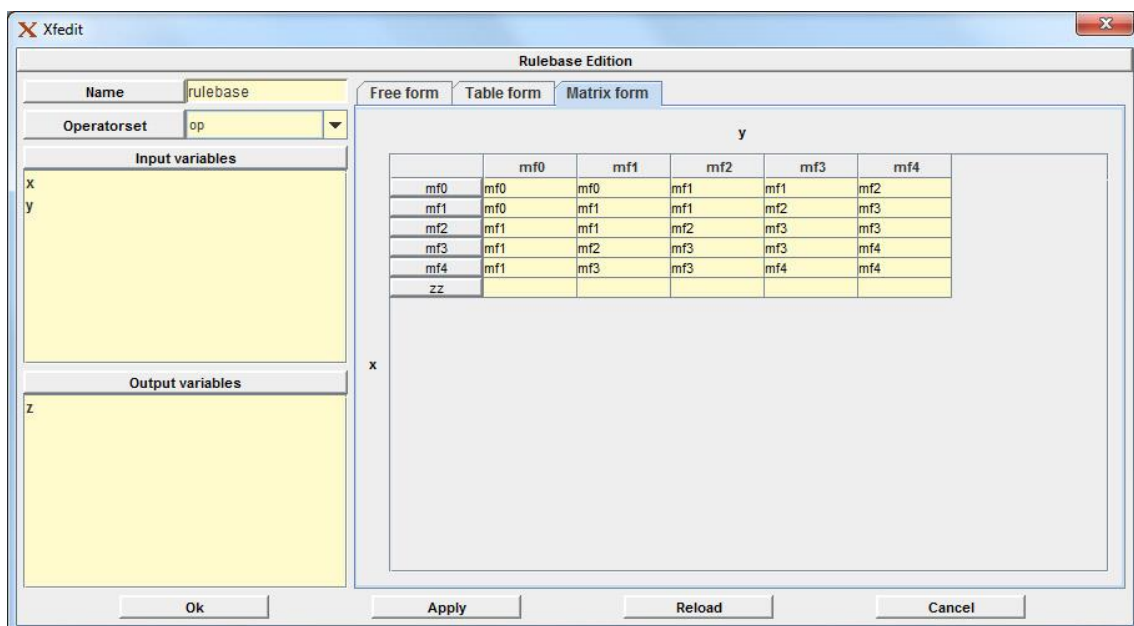 Xfedit
Rulebase Edition
Name rulebase
Operatorset op
Input variables
x
y
Output variables
z
Free form Table form Matrix form
y
mf0 mf1 mf2 mf3 mf4
mf0 mf0 mf0 mf1 mf1 mf2
mf1 mf0 mf1 mf1 mf2 mf3
mf2 mf1 mf1 mf2 mf3 mf3
mf3 mf1 mf2 mf3 mf3 mf4
mf4 mf1 mf3 mf3 mf4 mf4
zz
x
Ok Apply Reload Cancel